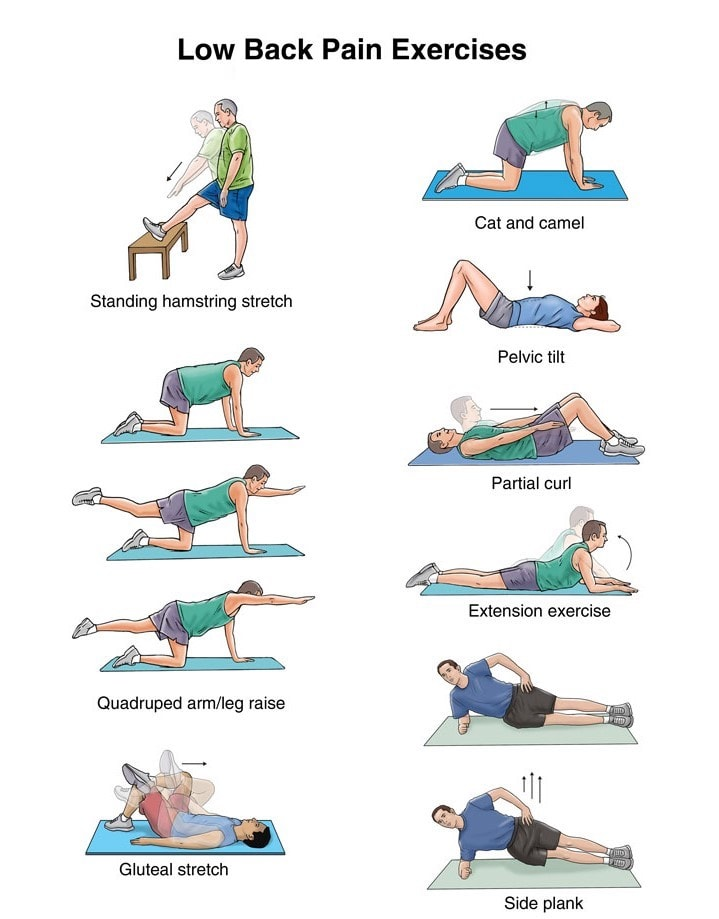 Low Back Pain Exercises
Standing hamstring stretch
Quadruped arm/leg raise
Gluteal stretch
Cat and camel
Pelvic tilt
Partial curl
Extension exercise
Side plank